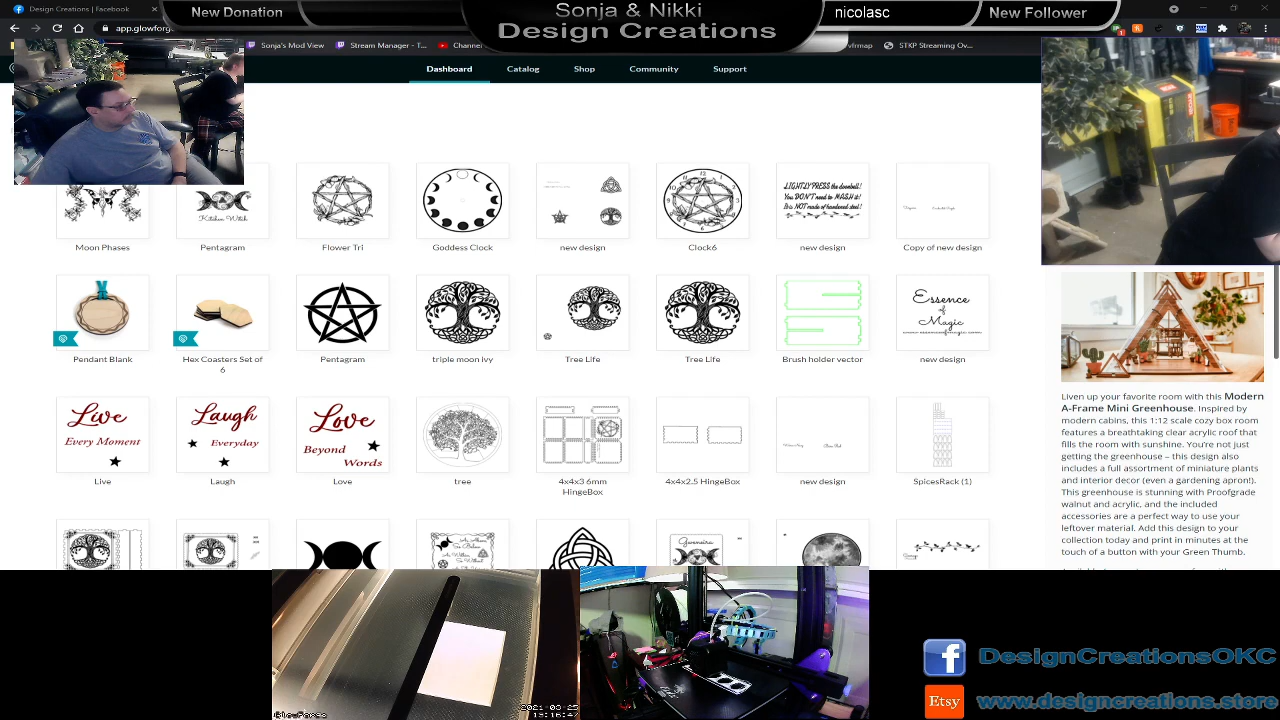 Design Creations | Facebook
New Donation
Sonja & Nikki
Design Creations
nicolasc
New Follower
app.glowforg
Sonja's Mod View
Stream Manager - T...
Channel
vfrmap
STKP Streaming Ov...
Dashboard
Catalog
Shop
Community
Support
Kitchen Witch
LIGHTLY PRESS the doorbell!
You DON'T need to MASH it!
It is NOT made of hardened steel!
Moon Phases
Pentagram
Flower Tri
Goddess Clock
new design
Clock6
new design
Copy of new design
Essence
of
Magic
Pendant Blank
Hex Coasters Set of
6
Pentagram
triple moon ivy
Tree Life
Tree Life
Brush holder vector
new design
Live
Every Moment
Laugh
Everyday
Love
Beyond
Words
Live
Laugh
Love
tree
4x4x3 6mm
HingeBox
4x4x2.5 HingeBox
new design
SpicesRack (1)
Liven up your favorite room with this Modern
A-Frame Mini Greenhouse. Inspired by
modern cabins, this 1:12 scale cozy box room
features a breathtaking clear acrylic roof that
fills the room with sunshine. You're not just
getting the greenhouse – this design also
includes a full assortment of miniature plants
and interior decor (even a gardening apron!).
This greenhouse is stunning with Proofgrade
walnut and acrylic, and the included
accessories are a perfect way to use your
leftover material. Add this design to your
collection today and print in minutes at the
touch of a button with your Green Thumb.
DesignCreationsOKC
Etsy
www.designcreations.store